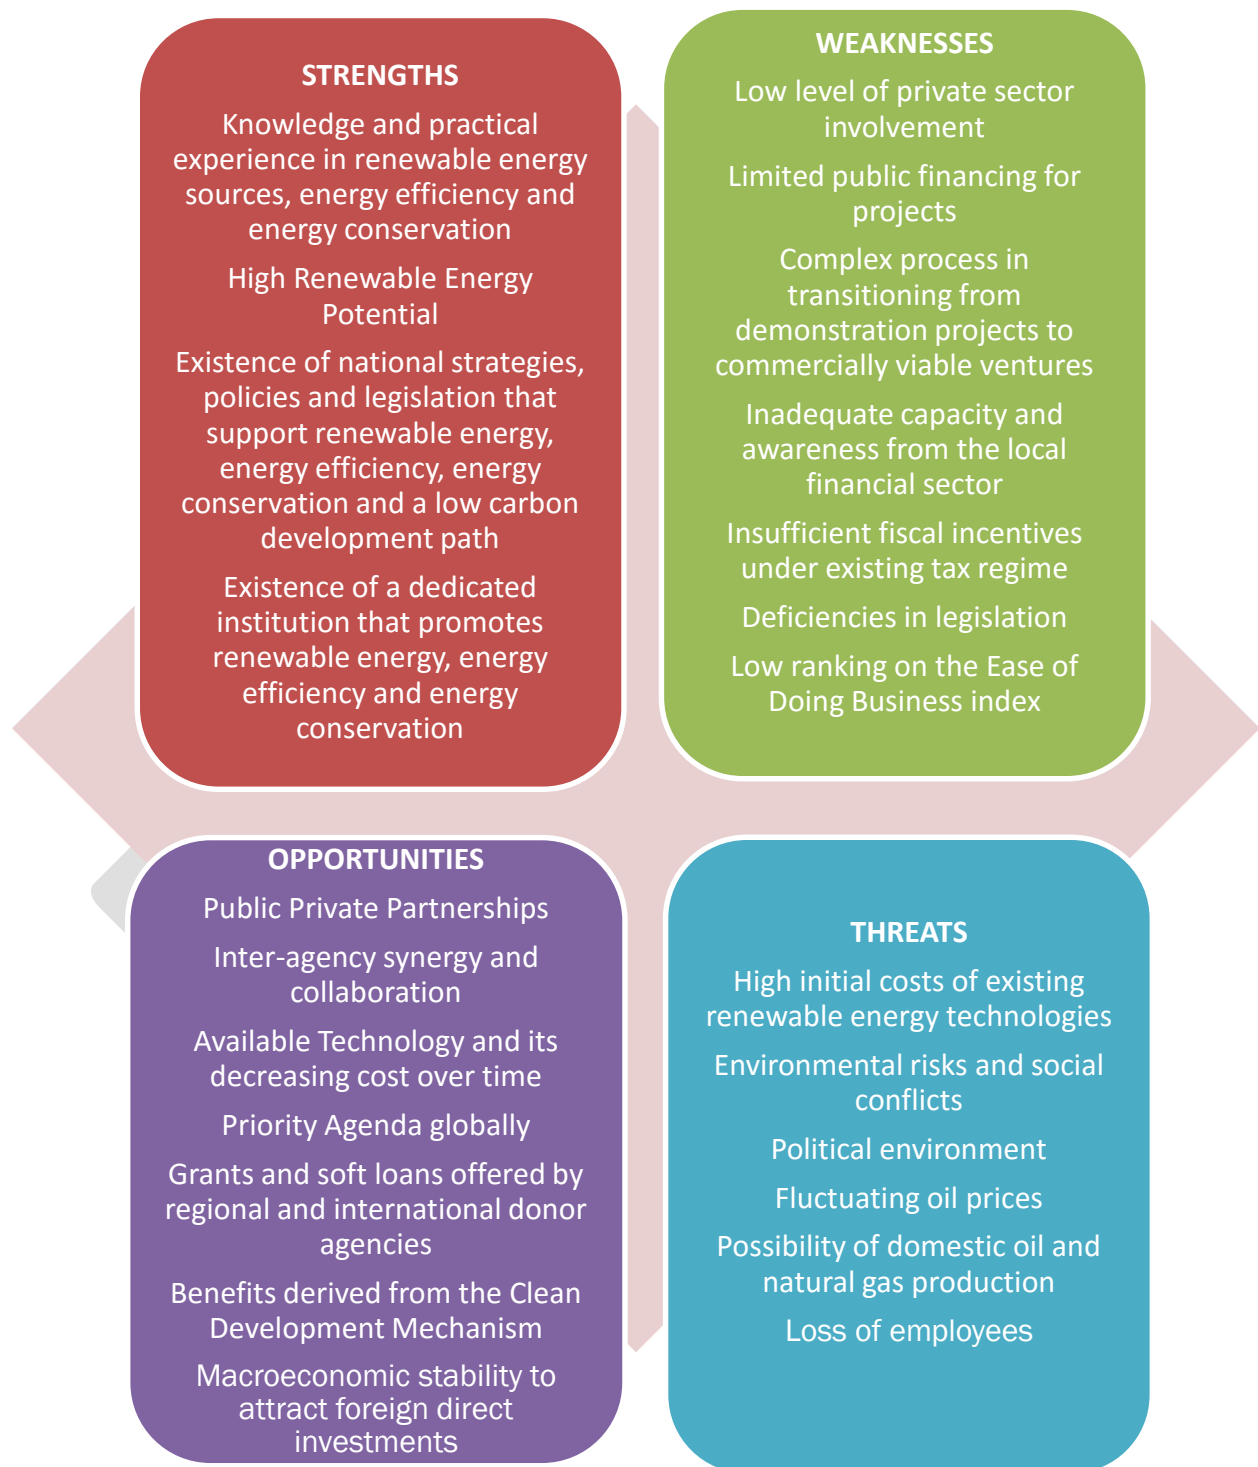 STRENGTHS
Knowledge and practical
experience in renewable energy
sources, energy efficiency and
energy conservation
High Renewable Energy
Potential
Existence of national strategies,
policies and legislation that
support renewable energy,
energy efficiency, energy
conservation and a low carbon
development path
Existence of a dedicated
institution that promotes
renewable energy, energy
efficiency and energy
conservation
WEAKNESSES
Low level of private sector
involvement
Limited public financing for
projects
Complex process in
transitioning from
demonstration projects to
commercially viable ventures
Inadequate capacity and
awareness from the local
financial sector
Insufficient fiscal incentives
under existing tax regime
Deficiencies in legislation
Low ranking on the Ease of
Doing Business index
OPPORTUNITIES
Public Private Partnerships
Inter-agency synergy and
collaboration
Available Technology and its
decreasing cost over time
Priority Agenda globally
Grants and soft loans offered by
regional and international donor
agencies
Benefits derived from the Clean
Development Mechanism
Macroeconomic stability to
attract foreign direct
investments
THREATS
High initial costs of existing
renewable energy technologies
Environmental risks and social
conflicts
Political environment
Fluctuating oil prices
Possibility of domestic oil and
natural gas production
Loss of employees